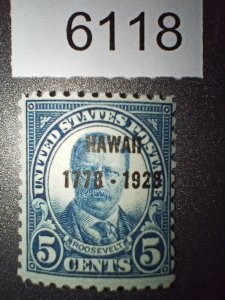 6118
UNITED STATES POSTAGE
HAWAII
1778 - 1928
ROOSEVELT
5 5
CENTS